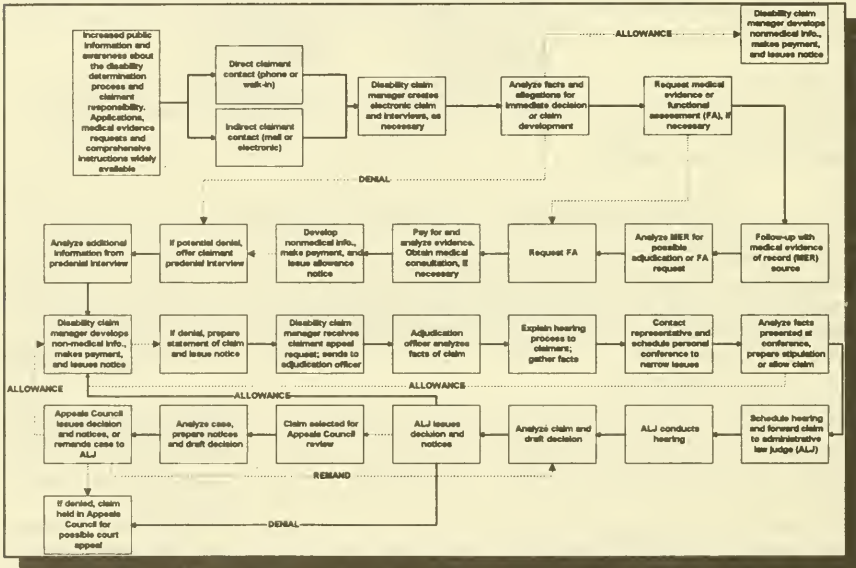 Increased public
information and
awareness about
the disability
determination
process and
claimant
responsibility.
Applications,
medical evidence
requests and
comprehensive
instructions widely
available
Direct claimant
contact (phone or
walk-in)
Indirect claimant
contact (mail or
electronic)
Disability claim
manager creates
electronic claim
and interviews, as
necessary
Analyze facts and
allegations for
immediate decision
or claim
development
Request medical
evidence or
functional
assessment (FA), if
necessary
ALLOWANCE
Disability claim
manager develops
nonmedical info.,
makes payment,
and issues notice
DENIAL
Analyze additional
information from
predenial interview
If potential denial,
offer claimant
predenial interview
Develop
nonmedical info.,
make payment, and
issue allowance
notice
Pay for and
analyze evidence.
Obtain medical
consultation, if
necessary
Request FA
Analyze MER for
possible
adjudication or FA
request
Follow-up with
medical evidence
of record (MER)
source
Disability claim
manager develops
non-medical info.,
makes payment,
and issues notice
If denial, prepare
statement of claim
and issue notice
Disability claim
manager receives
claimant appeal
request; sends to
adjudication officer
Adjudication
officer analyzes
facts of claim
Explain hearing
process to
claimant;
gather facts
Contact
representative and
schedule personal
conference to
narrow issues
Analyze facts
presented at
conference,
prepare stipulation
or allow claim
ALLOWANCE
ALLOWANCE
ALLOWANCE
Appeals Council
issues decision
and notices, or
remands case to
ALJ
Analyze case,
prepare notices
and draft decision
Claim selected for
Appeals Council
review
ALJ issues
decision and
notices
Analyze claim and
draft decision
ALJ conducts
hearing
Schedule hearing
and forward claim
to administrative
law judge (ALJ)
REMAND
If denied, claim
held in Appeals
Council for
possible court
appeal
DENIAL